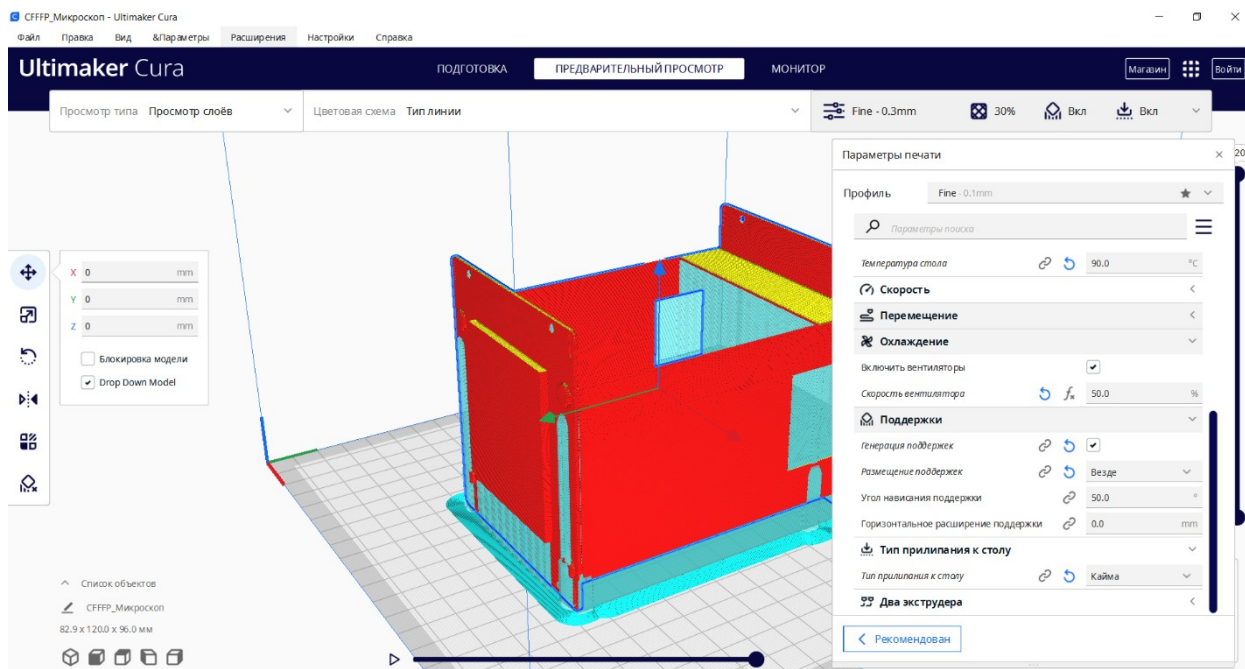 CFFFP_Микроскоп - Ultimaker Cura
Файл Правка Вид &Параметры Расширения Настройки Справка
Ultimaker Cura ПОДГОТОВКА ПРЕДВАРИТЕЛЬНЫЙ ПРОСМОТР МОНИТОР Магазин Войти
Просмотр типа Просмотр слоёв Цветовая схема Тип линии Fine - 0.3mm 30% Вкл Вкл
Параметры печати
20
Профиль Fine - 0.1mm
Параметры поиска
Температура стола 90.0 °C
X 0 mm
Скорость
Y 0 mm
Перемещение
Z 0 mm
Охлаждение
Блокировка модели
Включить вентиляторы
Drop Down Model
Скорость вентилятора fx 50.0 %
Поддержки
Генерация поддержек
Размещение поддержек Везде
Угол нависания поддержки 50.0 °
Горизонтальное расширение поддержки 0.0 mm
Тип прилипания к столу
Тип прилипания к столу Кайма
Два экструдера
Список объектов
CFFFP_Микроскоп
82.9 x 120.0 x 96.0 мм
Рекомендован